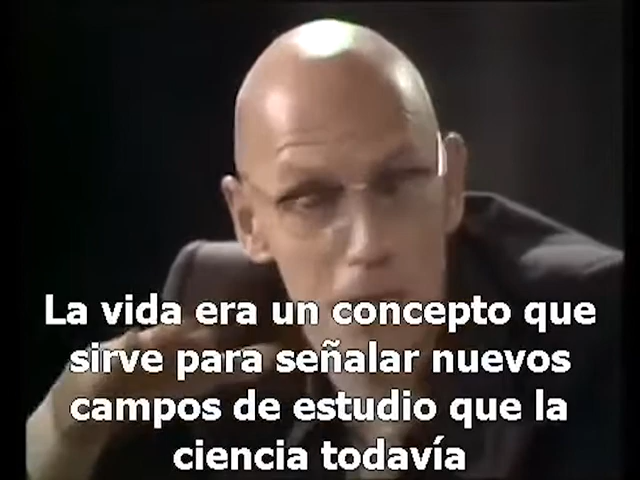 La vida era un concepto que
sirve para señalar nuevos
campos de estudio que la
ciencia todavía